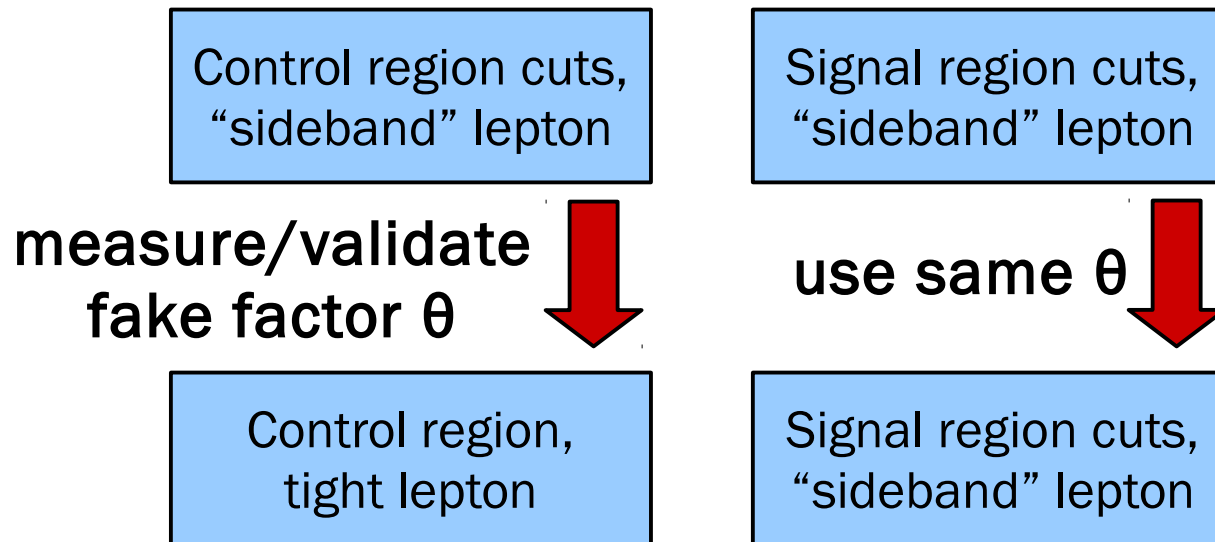 Control region cuts,
“sideband” lepton
Signal region cuts,
“sideband” lepton
measure/validate
fake factor θ
use same θ
Control region,
tight lepton
Signal region cuts,
“sideband” lepton